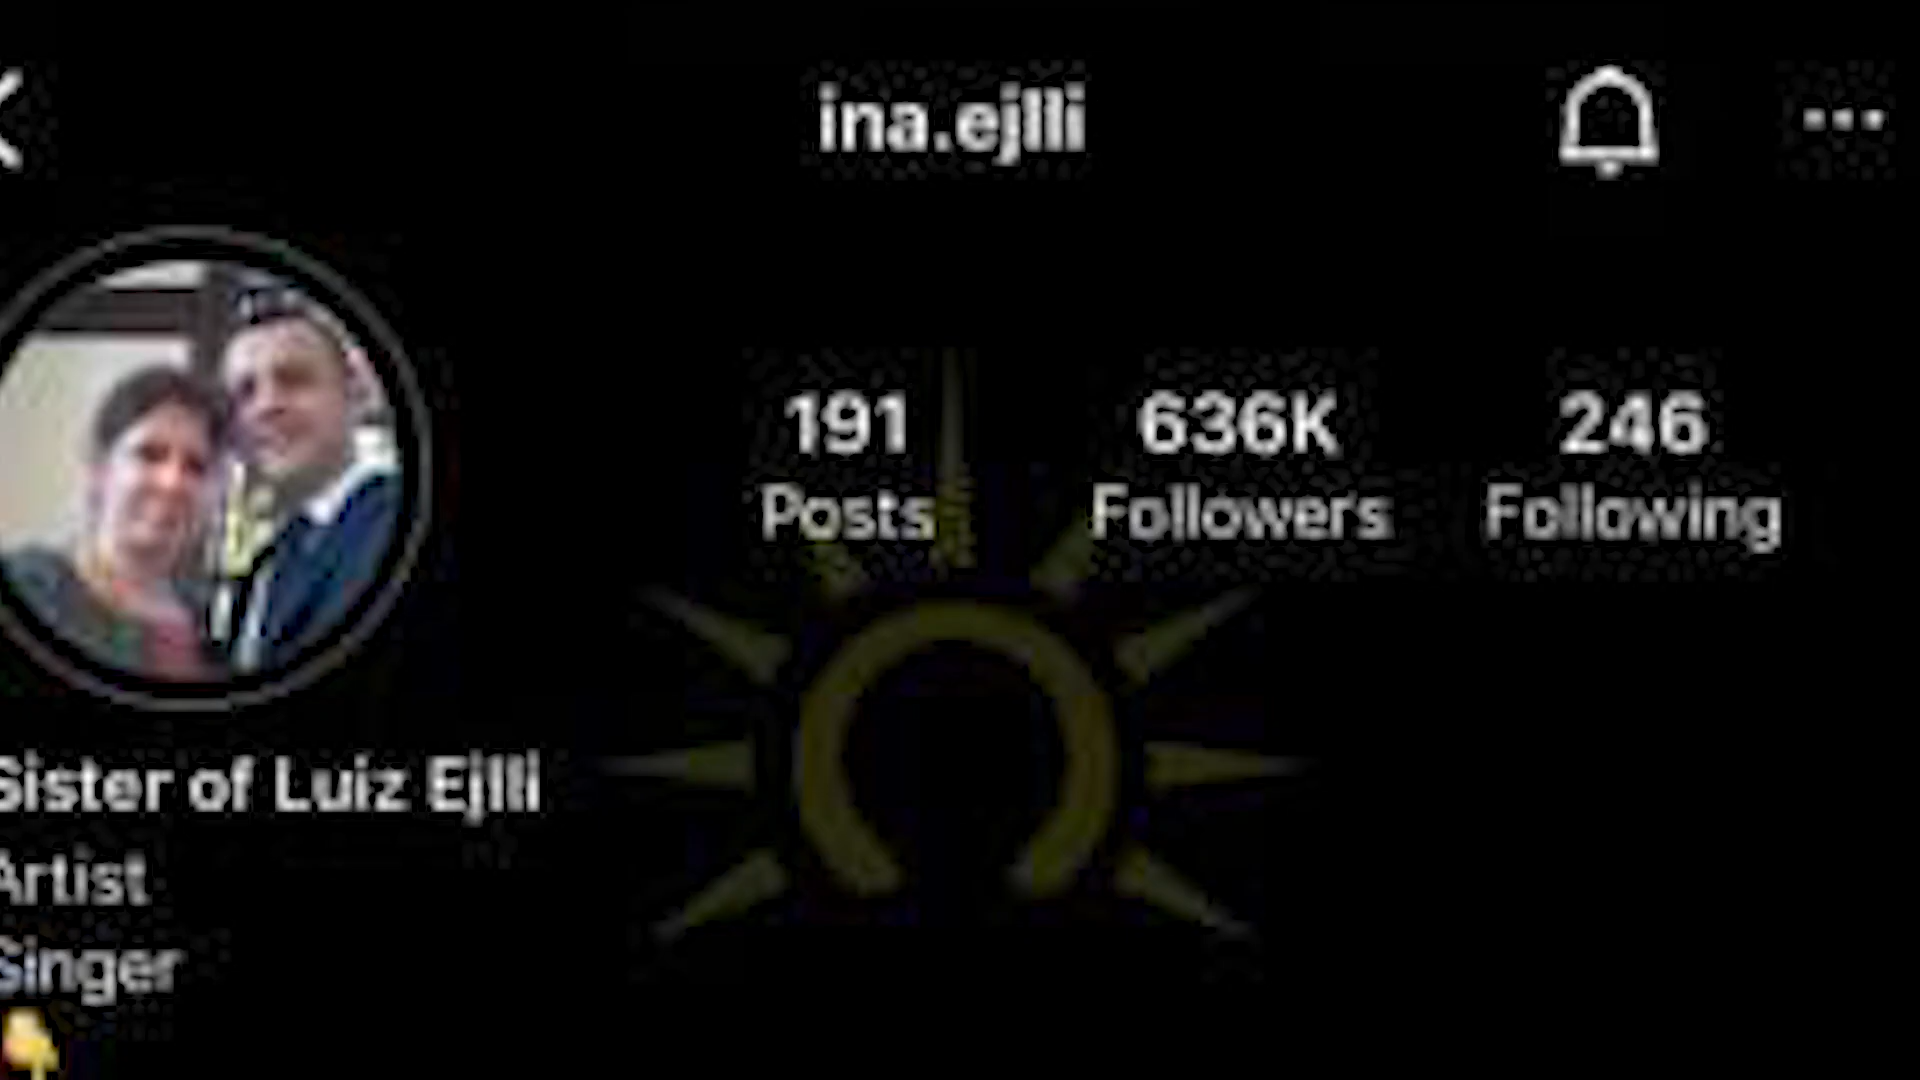 ina.ejlli
191 636K 246
Posts Followers Following
Sister of Luiz Ejlli
Artist
Singer